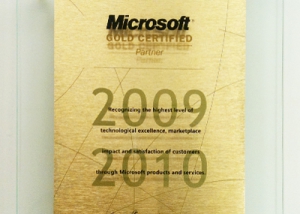 Microsoft
GOLD CERTIFIED
Partner
2009
Recognizing the highest level of
technological excellence, marketplace
impact and satisfaction of customers
2010
through Microsoft products and services